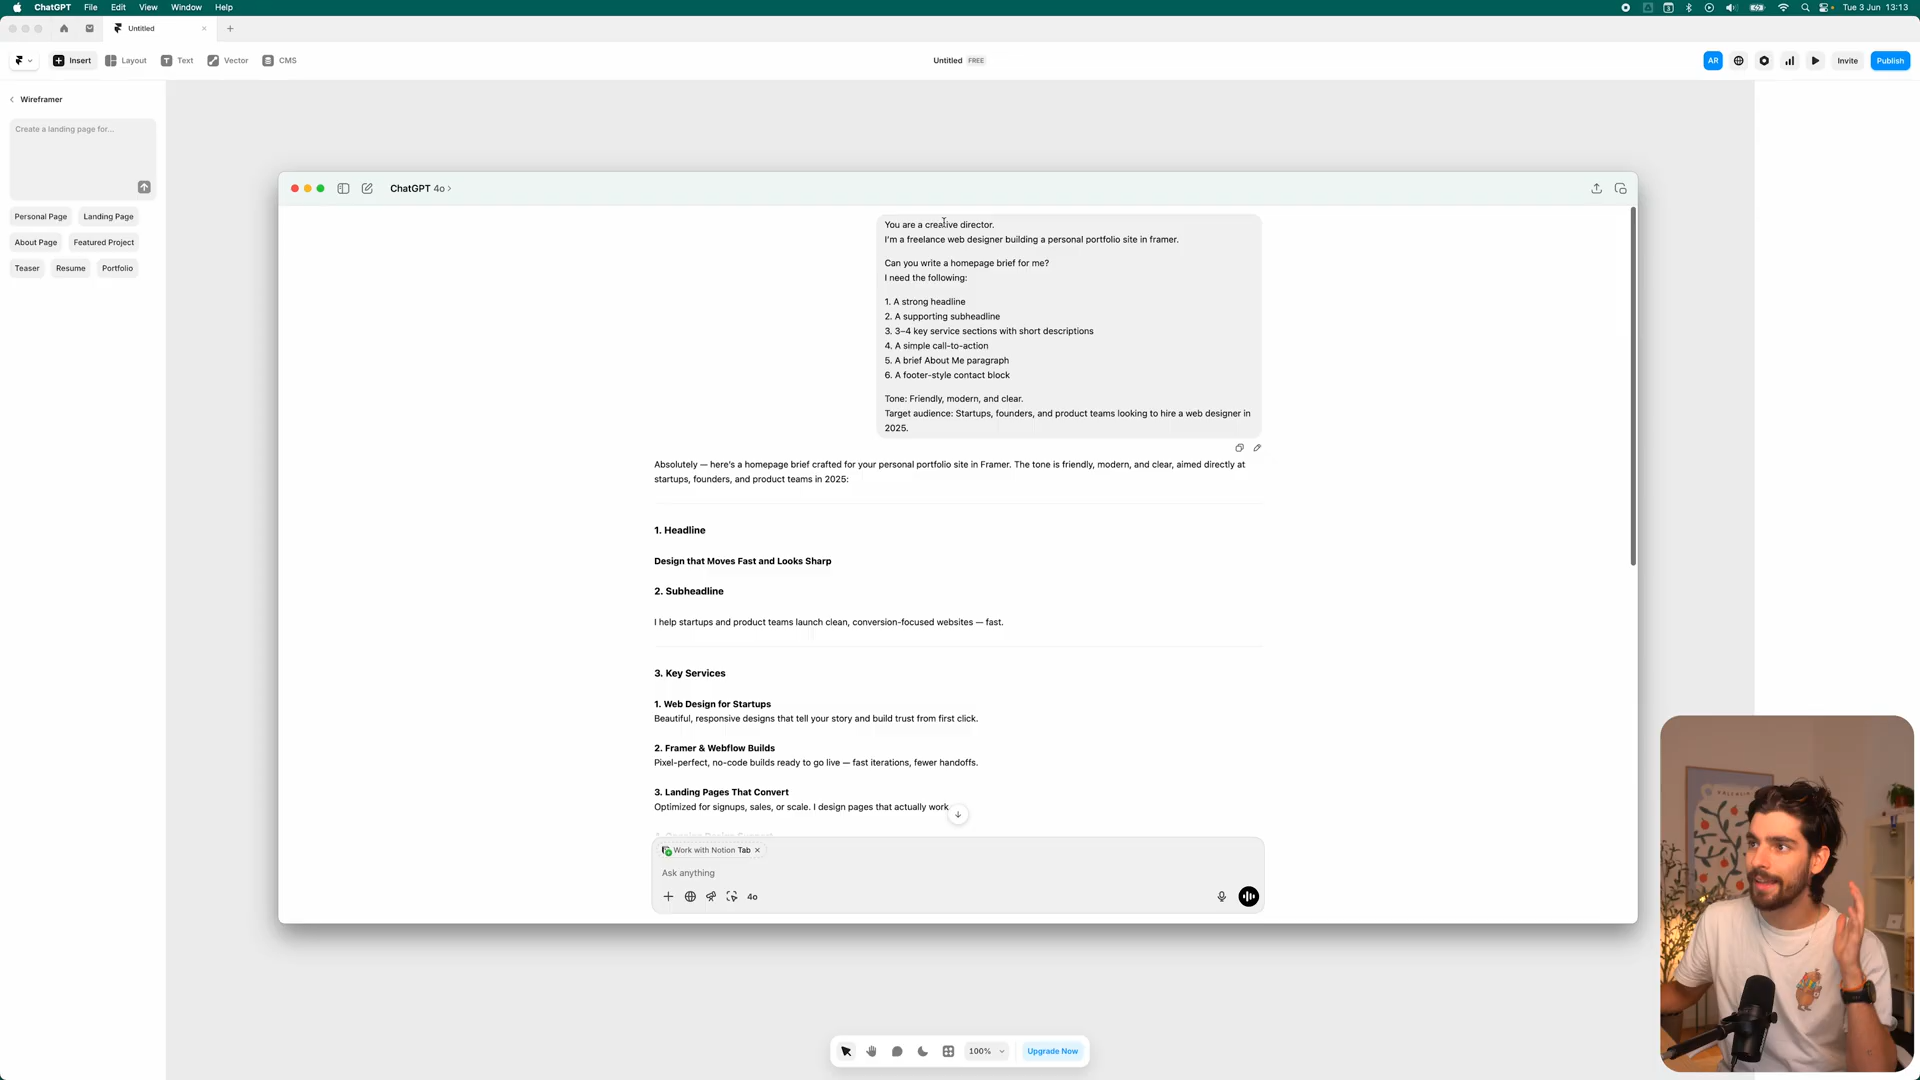 ChatGPT File Edit View Window Help
3
Tue 3 Jun 13:13
Untitled
Insert Layout Text Vector CMS
Untitled FREE
AR
Invite
Publish
Wireframer
Create a landing page for...
Personal Page
Landing Page
About Page
Featured Project
Teaser
Resume
Portfolio
ChatGPT 4o >
You are a creative director.
I'm a freelance web designer building a personal portfolio site in framer.
Can you write a homepage brief for me?
I need the following:
1. A strong headline
2. A supporting subheadline
3. 3–4 key service sections with short descriptions
4. A simple call-to-action
5. A brief About Me paragraph
6. A footer-style contact block
Tone: Friendly, modern, and clear.
Target audience: Startups, founders, and product teams looking to hire a web designer in
2025.
Absolutely — here's a homepage brief crafted for your personal portfolio site in Framer. The tone is friendly, modern, and clear, aimed directly at
startups, founders, and product teams in 2025:
1. Headline
Design that Moves Fast and Looks Sharp
2. Subheadline
I help startups and product teams launch clean, conversion-focused websites — fast.
3. Key Services
1. Web Design for Startups
Beautiful, responsive designs that tell your story and build trust from first click.
2. Framer & Webflow Builds
Pixel-perfect, no-code builds ready to go live — fast iterations, fewer handoffs.
3. Landing Pages That Convert
Optimized for signups, sales, or scale. I design pages that actually work
4. Ongoing Design Support
Work with Notion Tab ×
Ask anything
4o
100%
Upgrade Now